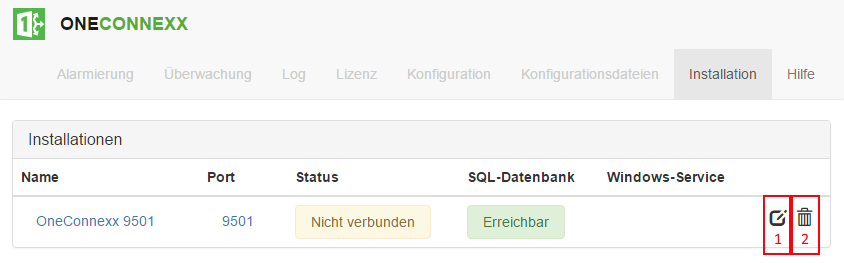 ONECONNEXX
Alarmierung Überwachung Log Lizenz Konfiguration Konfigurationsdateien Installation Hilfe
Installationen
Name Port Status SQL-Datenbank Windows-Service
OneConnexx 9501 9501 Nicht verbunden Erreichbar
1 2